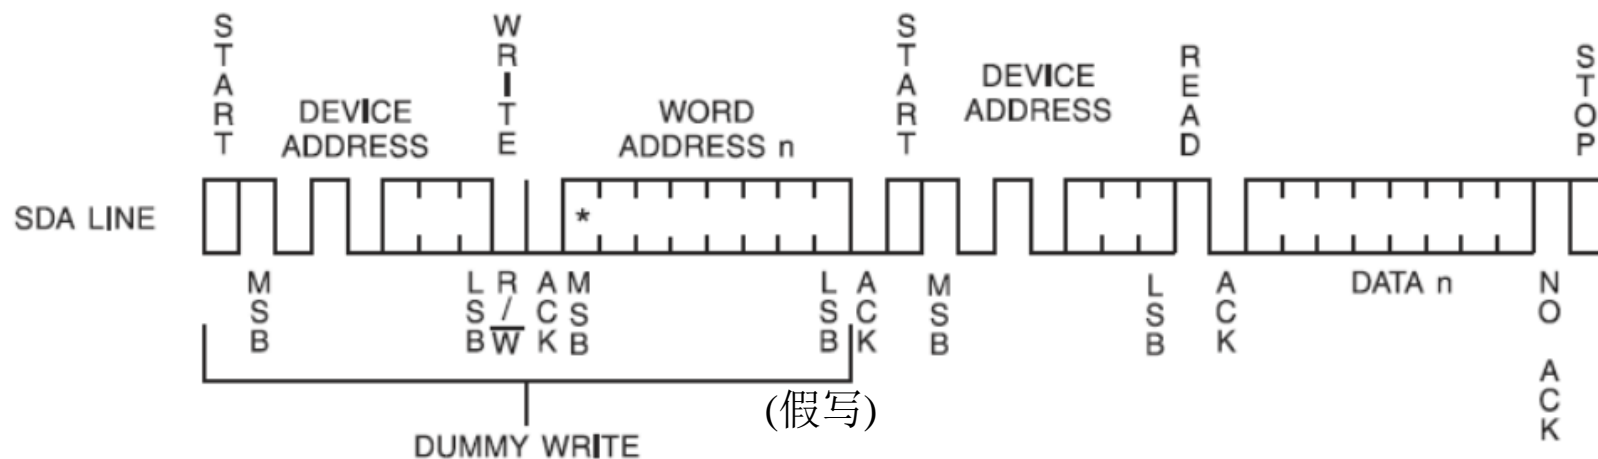 START
WRITE
START
READ
STOP
DEVICE
ADDRESS
WORD
ADDRESS n
DEVICE
ADDRESS
SDA LINE
*
MSB
LSB
R/W
ACK
MSB
LSB
ACK
MSB
LSB
ACK
DATA n
NO ACK
(假写)
DUMMY WRITE